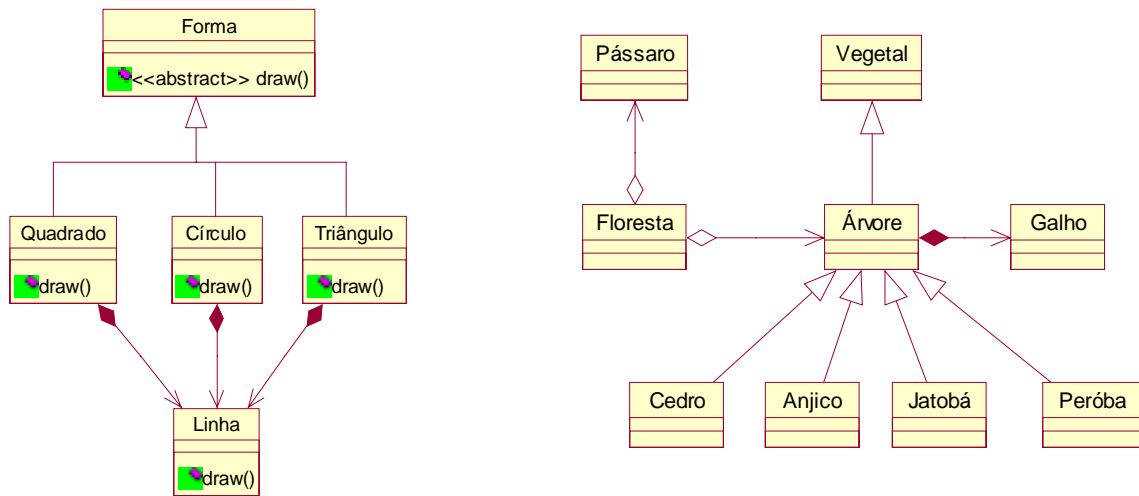 Forma
<<abstract>> draw()
Quadrado
draw()
Círculo
draw()
Triângulo
draw()
Linha
draw()
Pássaro
Vegetal
Floresta
Árvore
Galho
Cedro
Anjico
Jatobá
Peróba